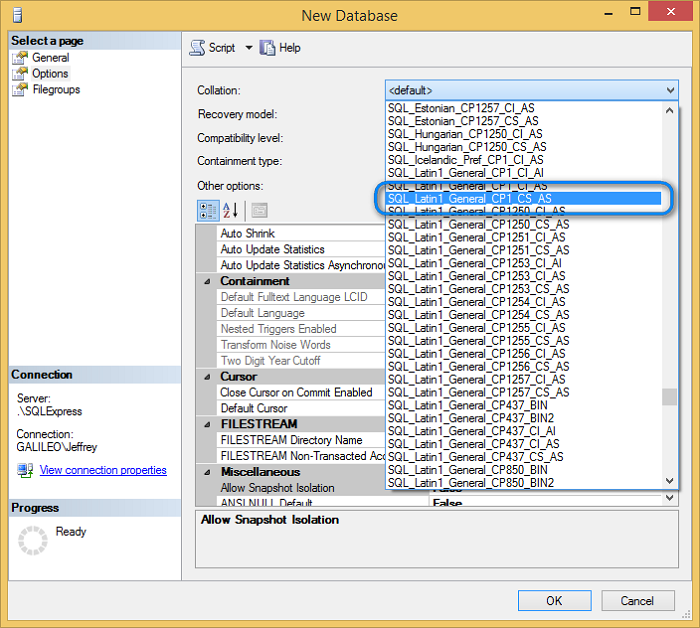 New Database
Select a page
General
Options
Filegroups
Script
Help
Collation:
<default>
Recovery model:
Compatibility level:
Containment type:
Other options:
SQL_Estonian_CP1257_CI_AS
SQL_Estonian_CP1257_CS_AS
SQL_Hungarian_CP1250_CI_AS
SQL_Hungarian_CP1250_CS_AS
SQL_Icelandic_Pref_CP1_CI_AS
SQL_Latin1_General_CP1_CI_AI
SQL_Latin1_General_CP1_CI_AS
SQL_Latin1_General_CP1_CS_AS
SQL_Latin1_General_CP1250_CI_AS
SQL_Latin1_General_CP1250_CS_AS
SQL_Latin1_General_CP1251_CI_AS
SQL_Latin1_General_CP1251_CS_AS
SQL_Latin1_General_CP1253_CI_AI
SQL_Latin1_General_CP1253_CI_AS
SQL_Latin1_General_CP1253_CS_AS
SQL_Latin1_General_CP1254_CI_AS
SQL_Latin1_General_CP1254_CS_AS
SQL_Latin1_General_CP1255_CI_AS
SQL_Latin1_General_CP1255_CS_AS
SQL_Latin1_General_CP1256_CI_AS
SQL_Latin1_General_CP1256_CS_AS
SQL_Latin1_General_CP1257_CI_AS
SQL_Latin1_General_CP1257_CS_AS
SQL_Latin1_General_CP437_BIN
SQL_Latin1_General_CP437_BIN2
SQL_Latin1_General_CP437_CI_AI
SQL_Latin1_General_CP437_CI_AS
SQL_Latin1_General_CP437_CS_AS
SQL_Latin1_General_CP850_BIN
SQL_Latin1_General_CP850_BIN2
Auto Shrink
Auto Update Statistics
Auto Update Statistics Asynchrono
Containment
Default Fulltext Language LCID
Default Language
Nested Triggers Enabled
Transform Noise Words
Two Digit Year Cutoff
Cursor
Close Cursor on Commit Enabled
Default Cursor
FILESTREAM
FILESTREAM Directory Name
FILESTREAM Non-Transacted Acc
Miscellaneous
Allow Snapshot Isolation
False
ANSI NULL Default
False
Allow Snapshot Isolation
Connection
Server:
.\SQLExpress
Connection:
GALILEO\Jeffrey
View connection properties
Progress
Ready
OK
Cancel